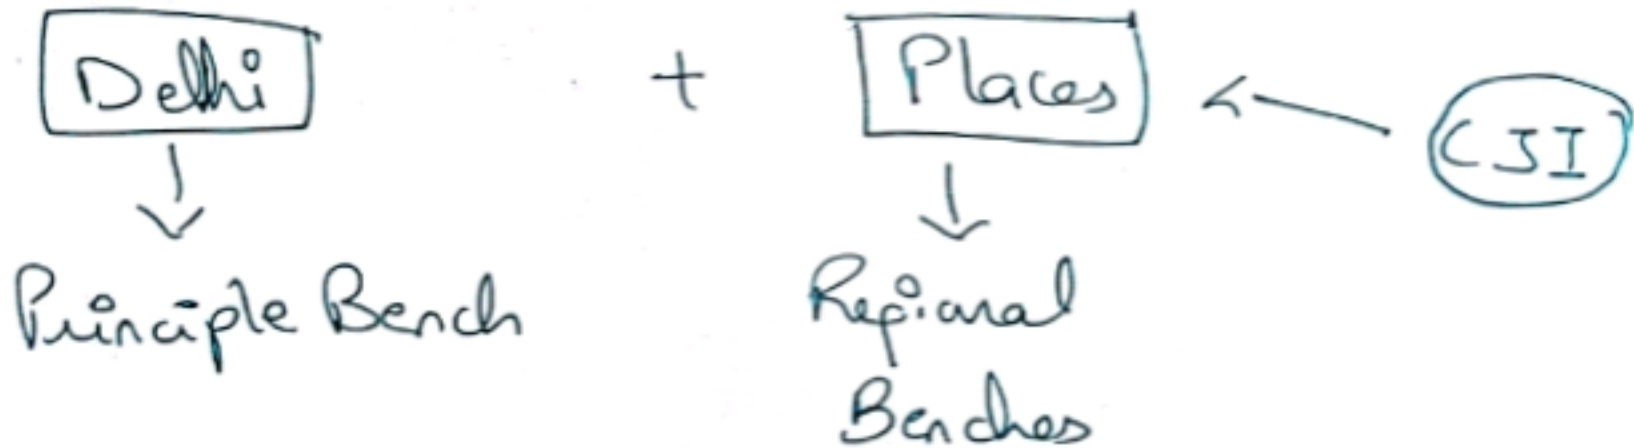 Delhi + Places ← CJI
↓ ↓
Principle Bench Regional
Benches